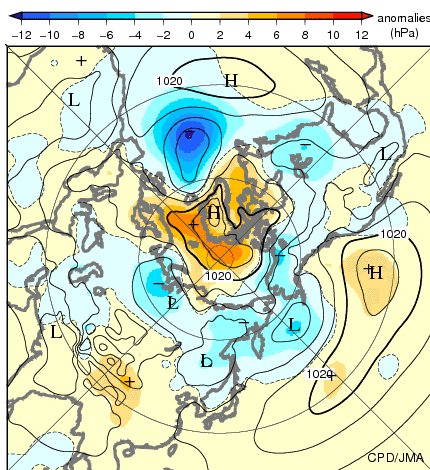 −12 −10 −8 −6 −4 −2 0 2 4 6 8 10 12 anomalies
(hPa)
+
1020 H
L
−
L
H
+
1020
−
+ H
1020
−
L
− L
L
L
1020 +
+
CPD/JMA